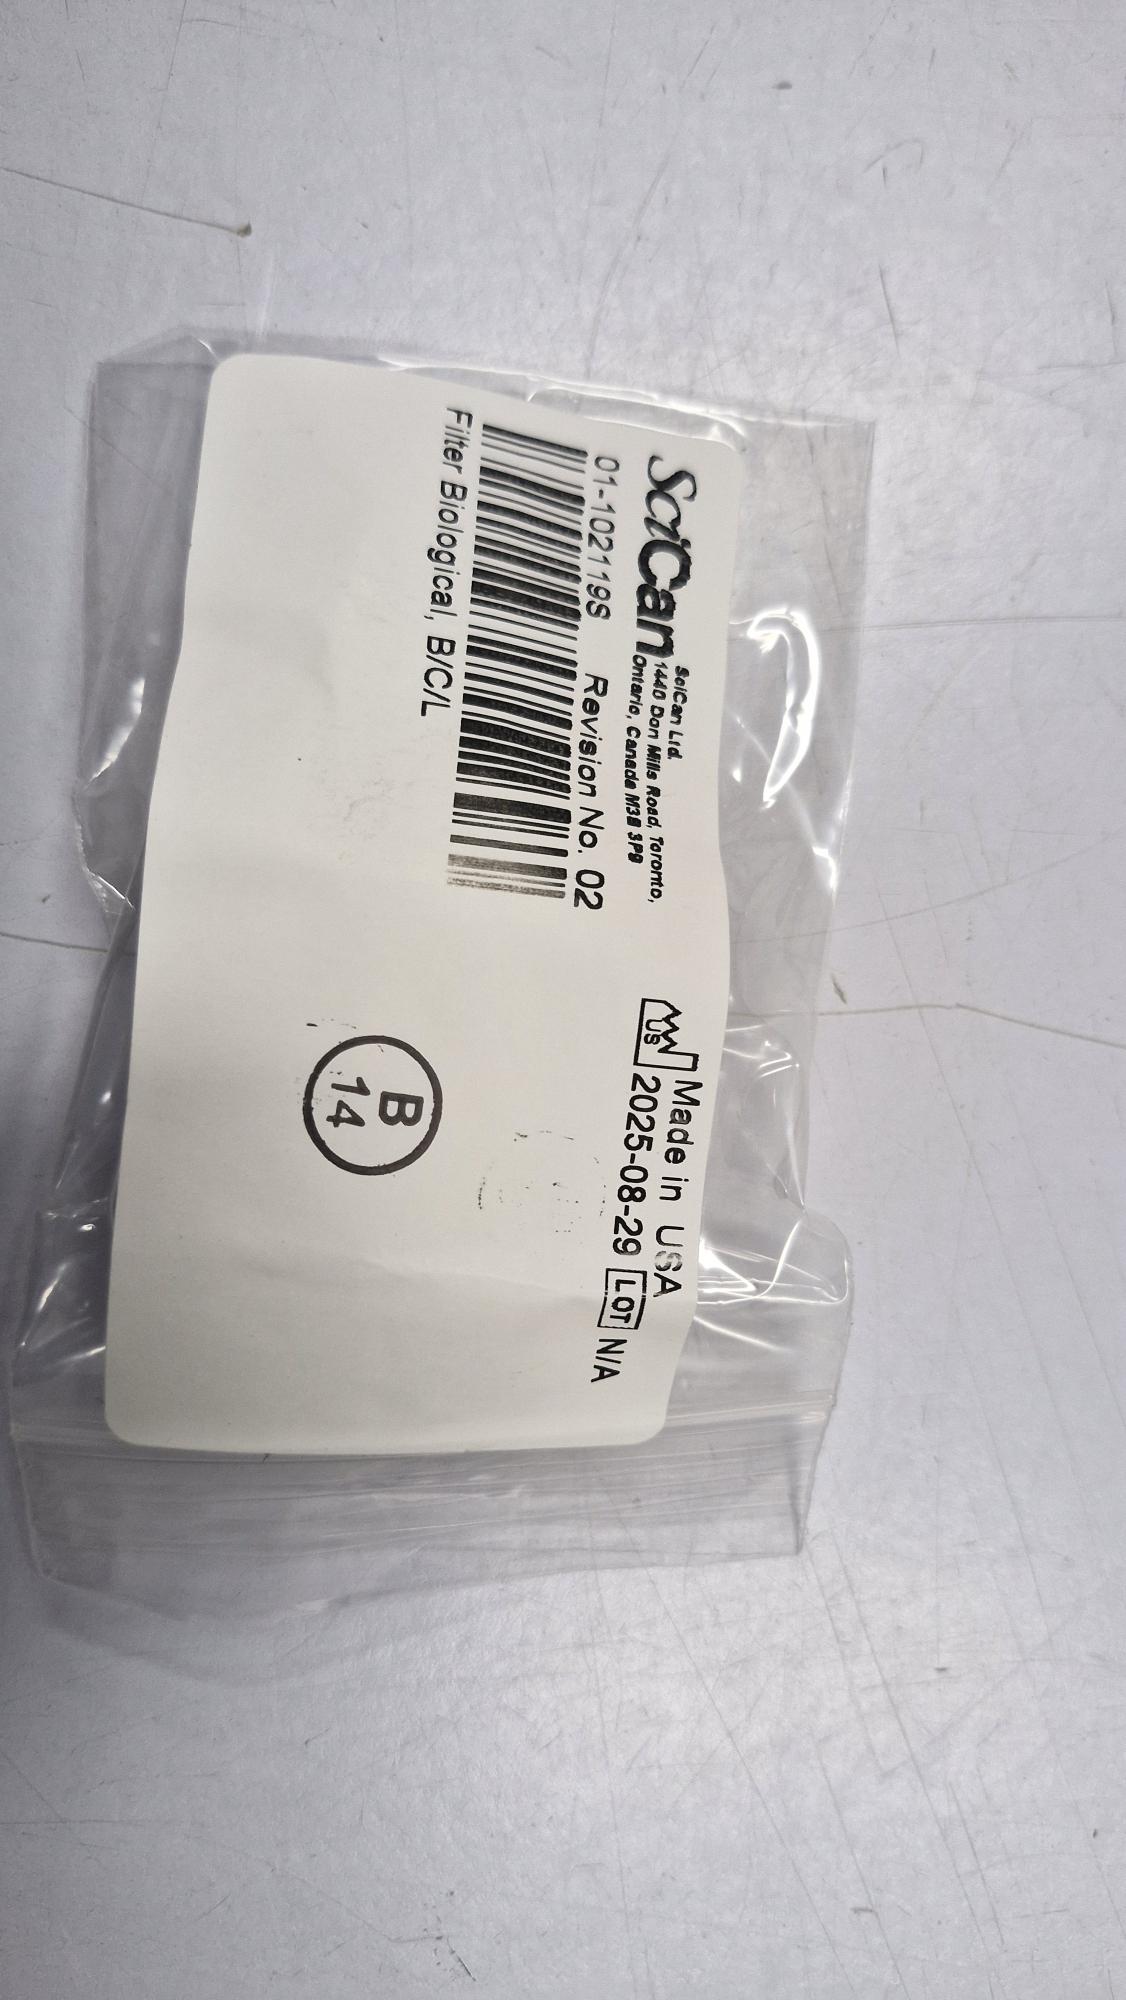 SciCan
SciCan Ltd.
1440 Don Mills Road, Toronto,
Ontario, Canada M3B 3P9
01-102119S Revision No. 02
Filter Biological, B/C/L
Made in USA
US 2025-08-29 LOT N/A
B
14